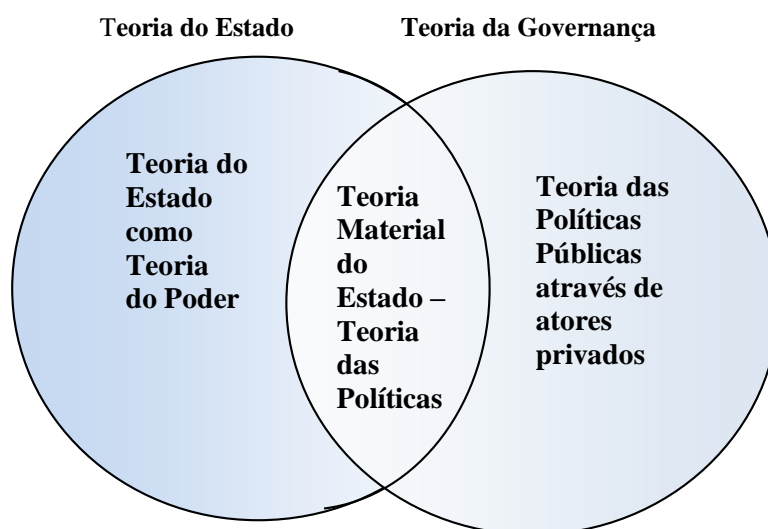 Teoria do Estado
Teoria da Governança
Teoria do
Estado
como
Teoria
do Poder
Teoria
Material
do
Estado –
Teoria
das
Políticas
Teoria das
Políticas
Públicas
através de
atores
privados